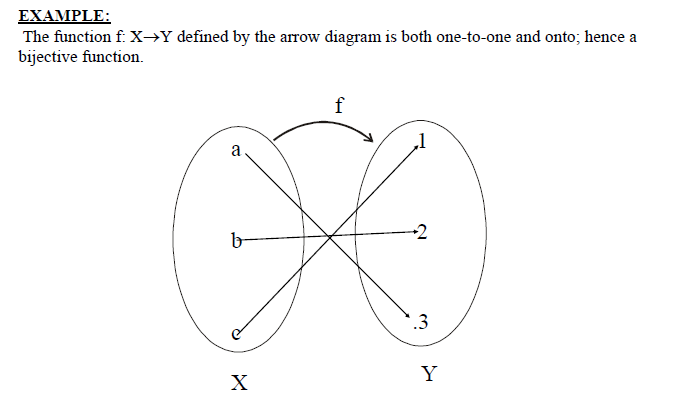 EXAMPLE:
The function f: X→Y defined by the arrow diagram is both one-to-one and onto; hence a
bijective function.
f
a .1
b 2
c .3
X Y